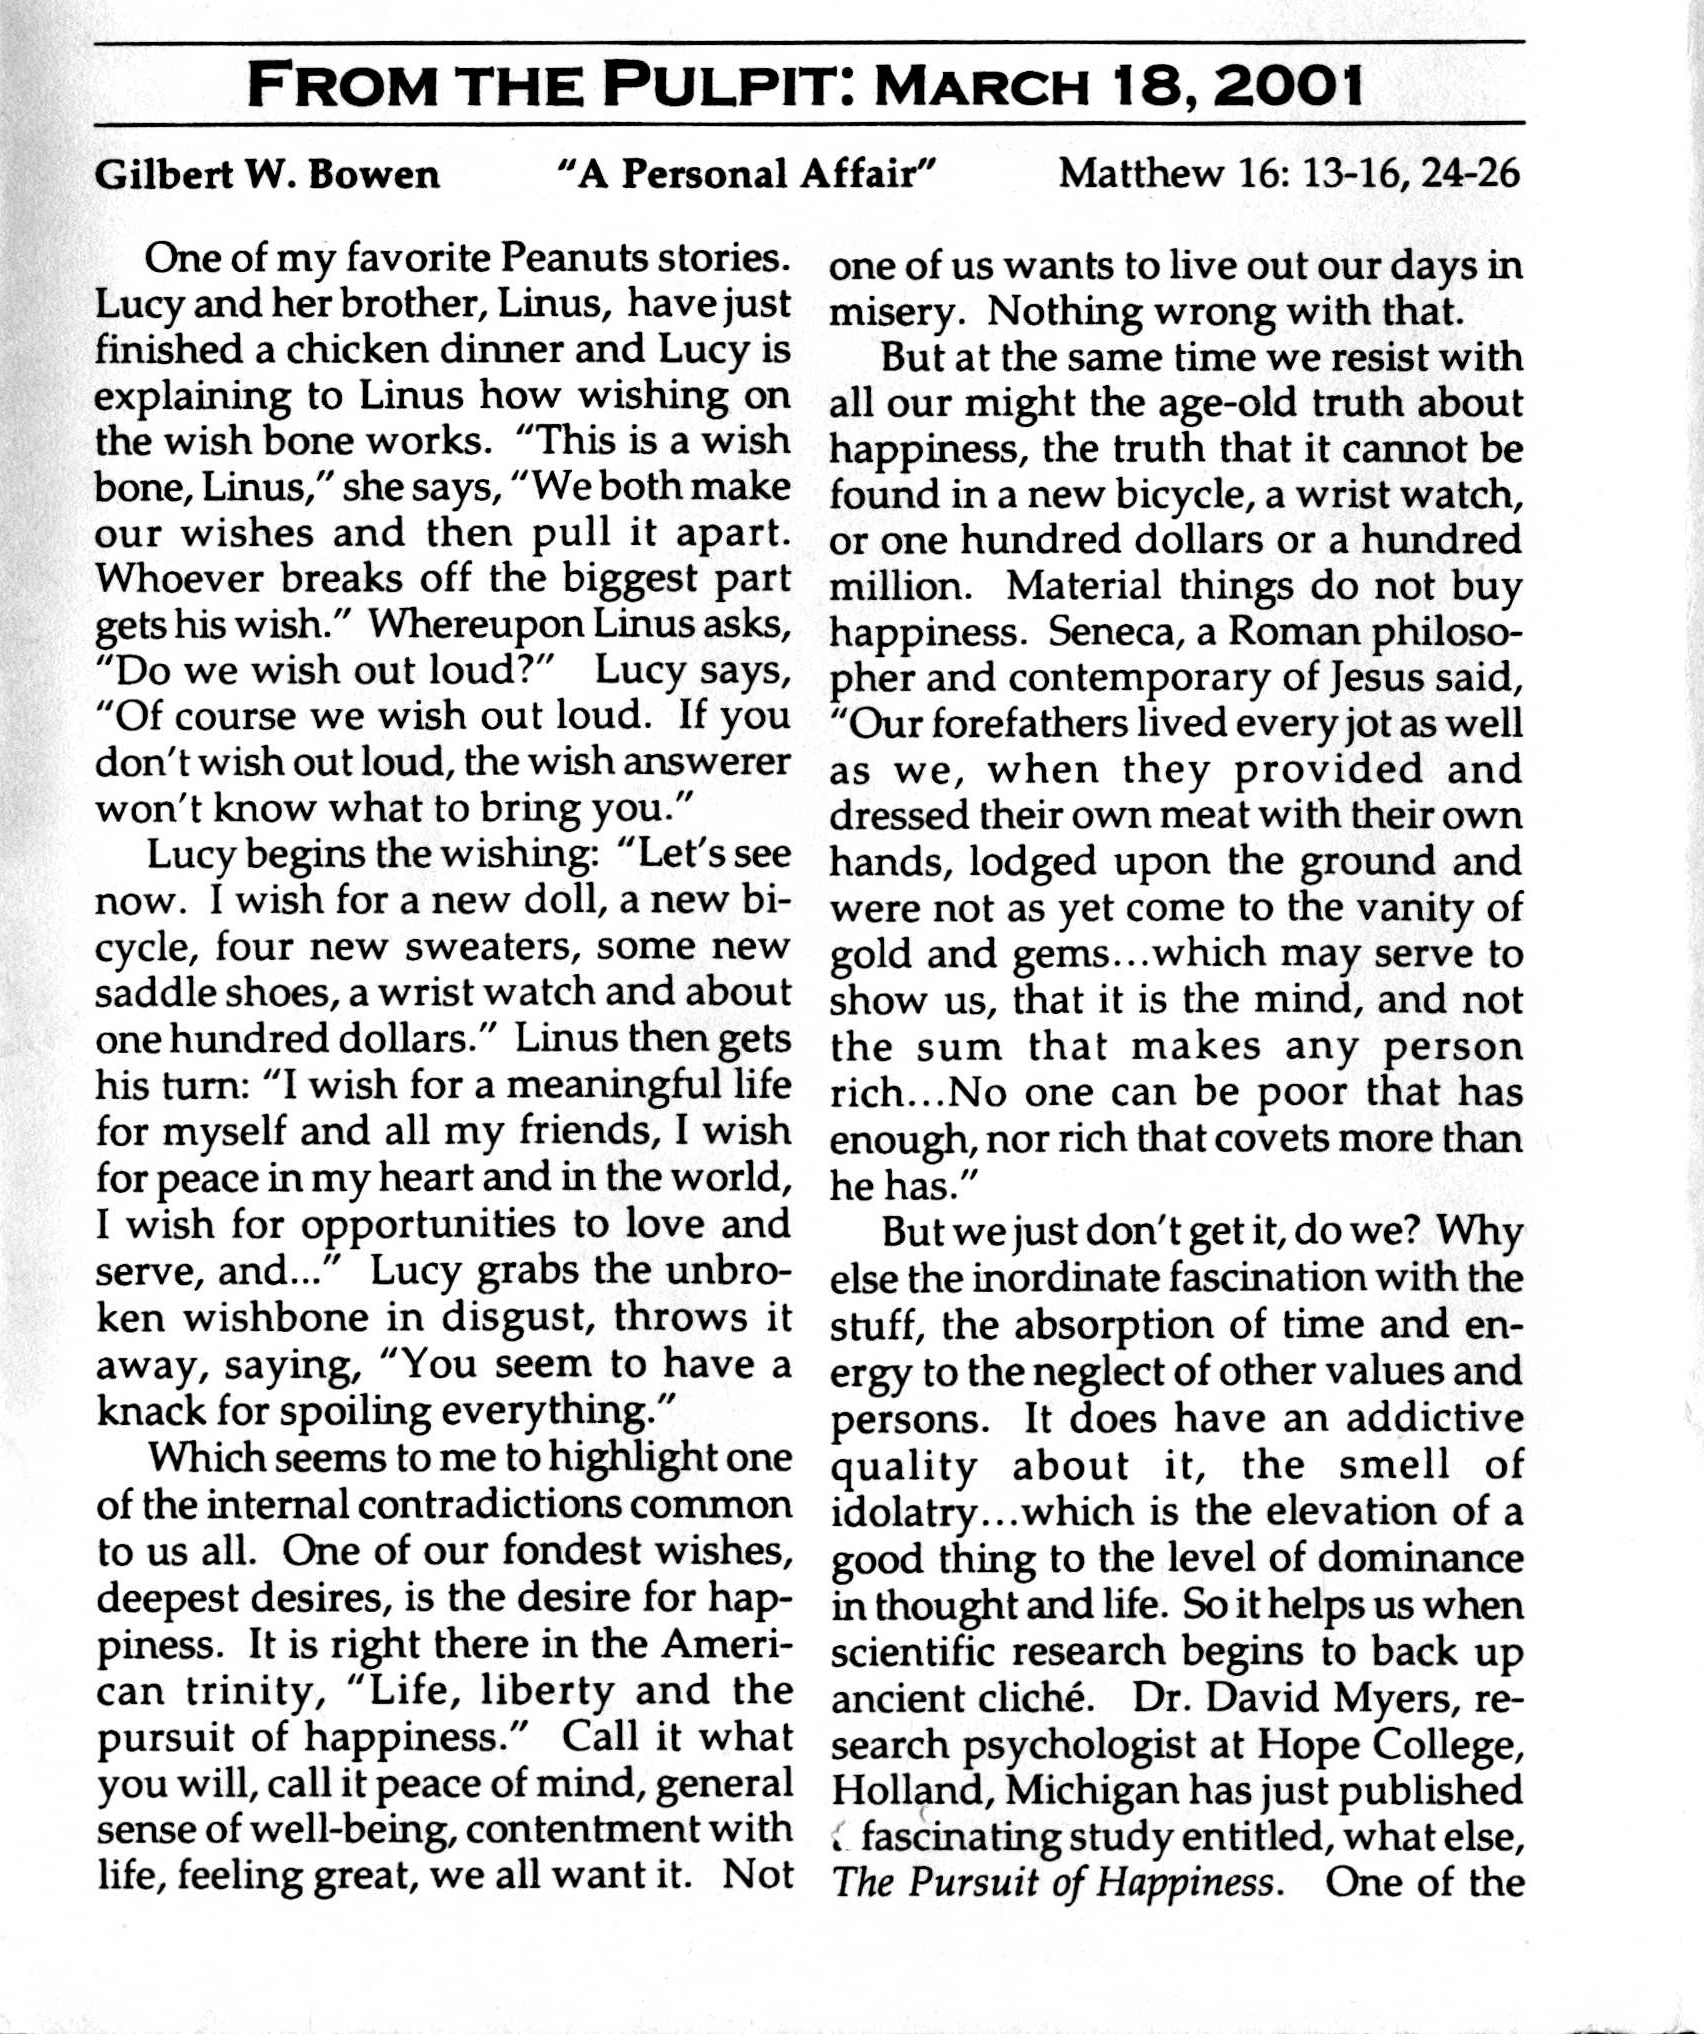 FROM THE PULPIT: MARCH 18, 2001
Gilbert W. Bowen "A Personal Affair" Matthew 16: 13-16, 24-26
One of my favorite Peanuts stories.
Lucy and her brother, Linus, have just
finished a chicken dinner and Lucy is
explaining to Linus how wishing on
the wish bone works. "This is a wish
bone, Linus," she says, "We both make
our wishes and then pull it apart.
Whoever breaks off the biggest part
gets his wish." Whereupon Linus asks,
"Do we wish out loud?" Lucy says,
"Of course we wish out loud. If you
don't wish out loud, the wish answerer
won't know what to bring you."
Lucy begins the wishing: "Let's see
now. I wish for a new doll, a new bi-
cycle, four new sweaters, some new
saddle shoes, a wrist watch and about
one hundred dollars." Linus then gets
his turn: "I wish for a meaningful life
for myself and all my friends, I wish
for peace in my heart and in the world,
I wish for opportunities to love and
serve, and..." Lucy grabs the unbro-
ken wishbone in disgust, throws it
away, saying, "You seem to have a
knack for spoiling everything."
Which seems to me to highlight one
of the internal contradictions common
to us all. One of our fondest wishes,
deepest desires, is the desire for hap-
piness. It is right there in the Ameri-
can trinity, "Life, liberty and the
pursuit of happiness." Call it what
you will, call it peace of mind, general
sense of well-being, contentment with
life, feeling great, we all want it. Not
one of us wants to live out our days in
misery. Nothing wrong with that.
But at the same time we resist with
all our might the age-old truth about
happiness, the truth that it cannot be
found in a new bicycle, a wrist watch,
or one hundred dollars or a hundred
million. Material things do not buy
happiness. Seneca, a Roman philoso-
pher and contemporary of Jesus said,
"Our forefathers lived every jot as well
as we, when they provided and
dressed their own meat with their own
hands, lodged upon the ground and
were not as yet come to the vanity of
gold and gems...which may serve to
show us, that it is the mind, and not
the sum that makes any person
rich...No one can be poor that has
enough, nor rich that covets more than
he has."
But we just don't get it, do we? Why
else the inordinate fascination with the
stuff, the absorption of time and en-
ergy to the neglect of other values and
persons. It does have an addictive
quality about it, the smell of
idolatry...which is the elevation of a
good thing to the level of dominance
in thought and life. So it helps us when
scientific research begins to back up
ancient cliché. Dr. David Myers, re-
search psychologist at Hope College,
Holland, Michigan has just published
fascinating study entitled, what else,
The Pursuit of Happiness. One of the